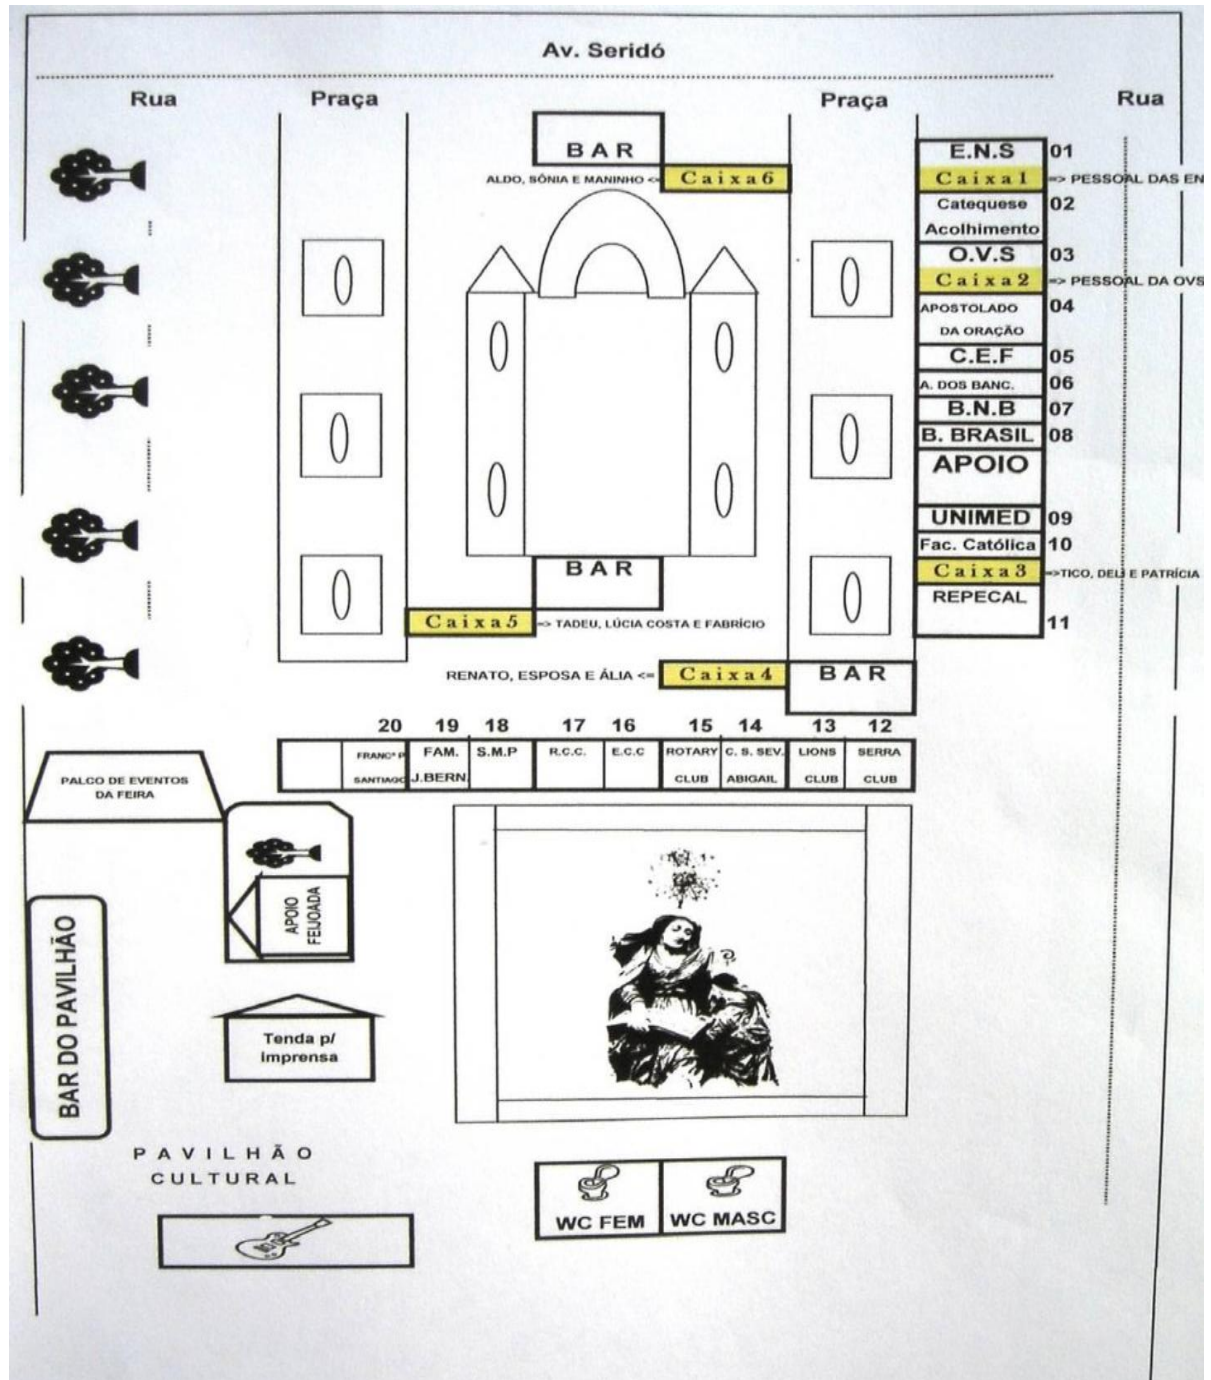 Av. Seridó
Rua
Praça
Praça
Rua
BAR
ALDO, SÔNIA E MANINHO <=
Caixa6
E.N.S 01
Caixa1 => PESSOAL DAS EN
Catequese 02
Acolhimento
O.V.S 03
Caixa2 => PESSOAL DA OVS
APOSTOLADO 04
DA ORAÇÃO
C.E.F 05
A. DOS BANC. 06
B.N.B 07
B. BRASIL 08
APOIO
UNIMED 09
Fac. Católica 10
Caixa3 =>TICO, DELI E PATRÍCIA
REPECAL
11
BAR
Caixa5 => TADEU, LÚCIA COSTA E FABRÍCIO
RENATO, ESPOSA E ÁLIA <= Caixa4
BAR
20 19 18 17 16 15 14 13 12
FRANCº P
SANTIAGO
FAM.
J.BERN.
S.M.P
R.C.C.
E.C.C
ROTARY
CLUB
C. S. SEV.
ABIGAIL
LIONS
CLUB
SERRA
CLUB
PALCO DE EVENTOS
DA FEIRA
APOIO
FEIJOADA
BAR DO PAVILHÃO
Tenda p/
imprensa
PAVILHÃO
CULTURAL
WC FEM
WC MASC